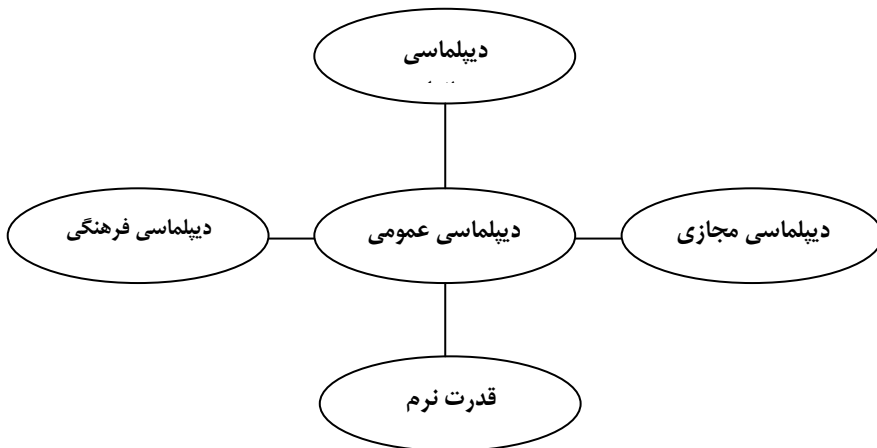 دیپلماسی
دیپلماسی مجازی
دیپلماسی عمومی
دیپلماسی فرهنگی
قدرت نرم